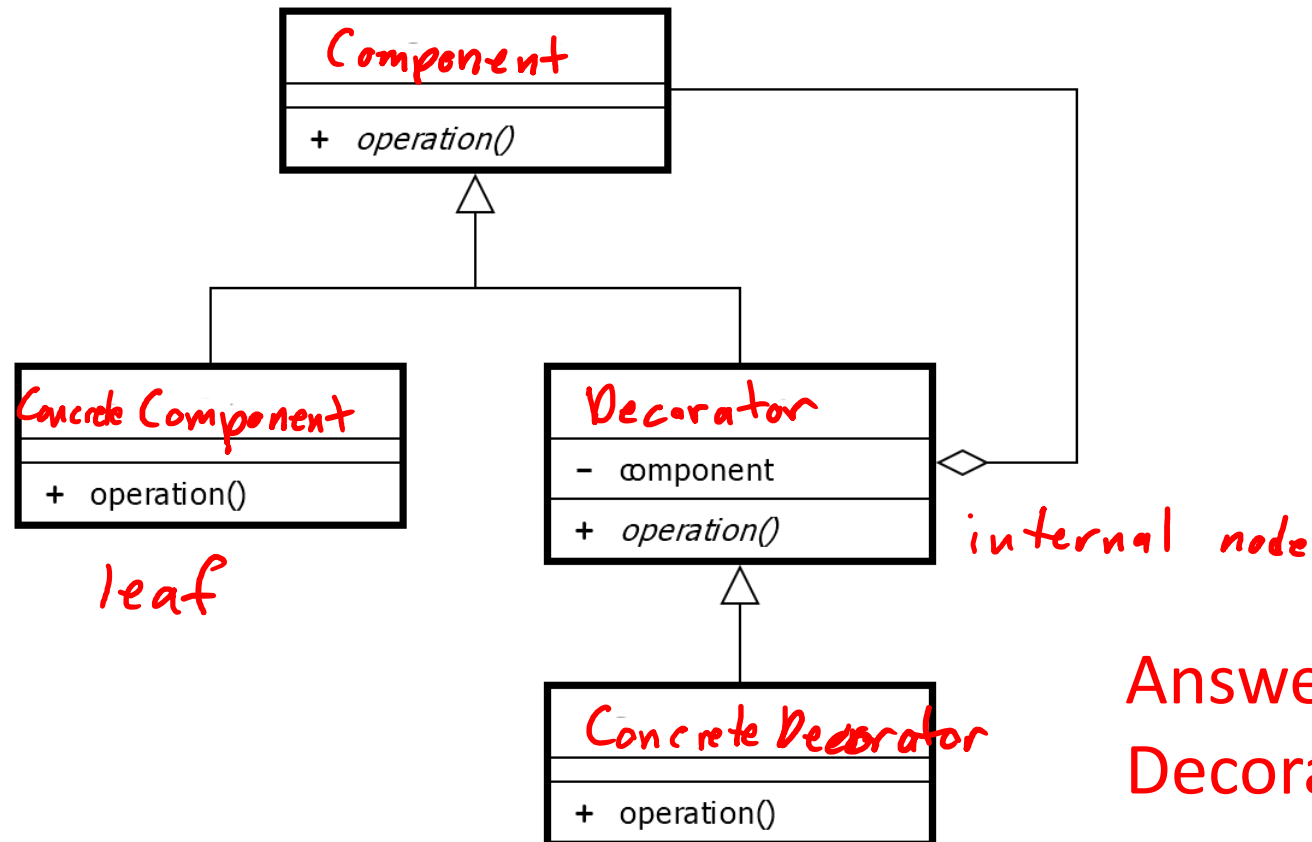 Component
+ operation()
Concrete Component
+ operation()
leaf
Decorator
- component
+ operation()
internal node
Concrete Decorator
+ operation()
Answe
Decora